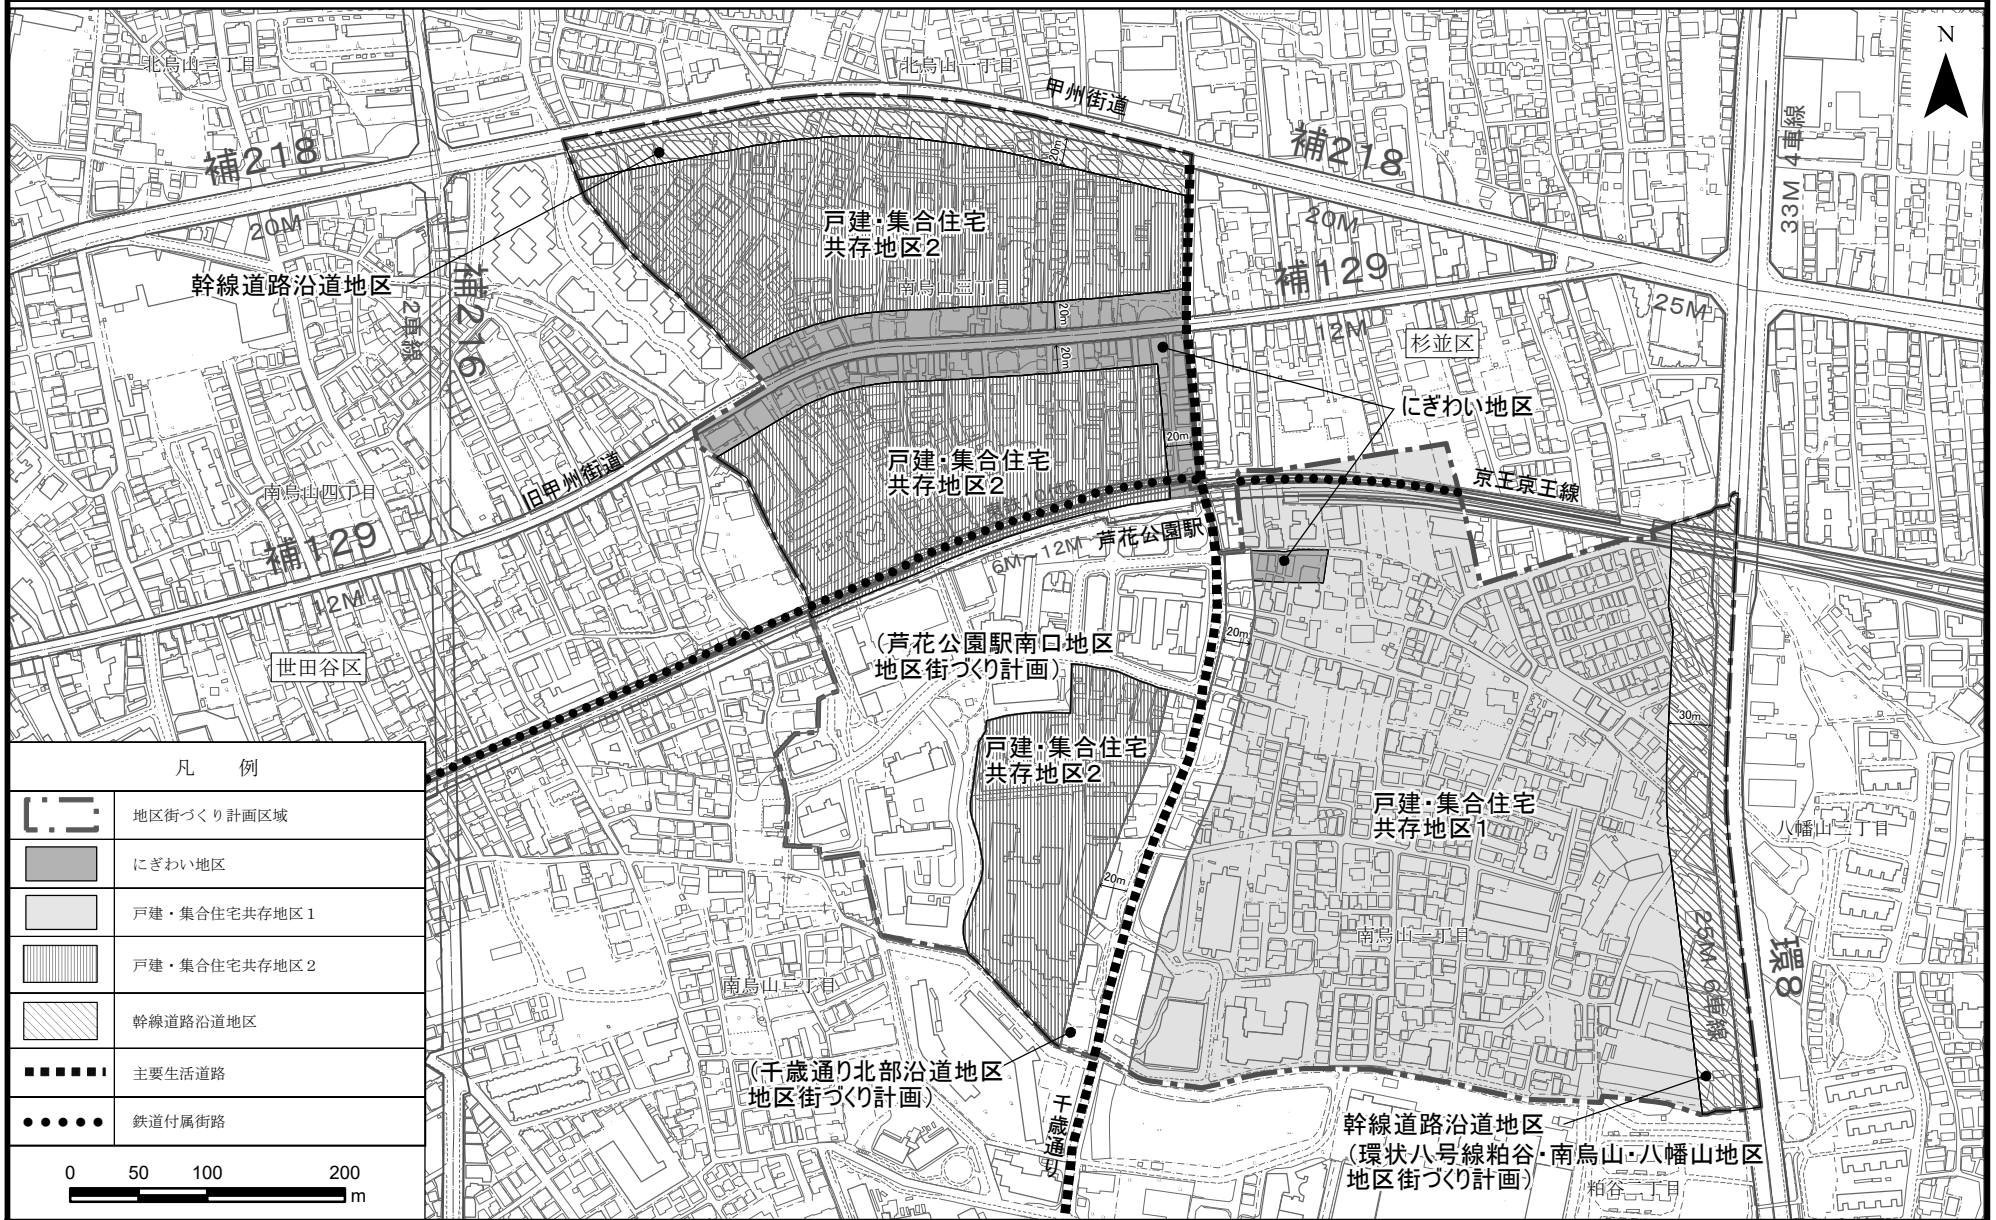 北烏山三丁目
北烏山一丁目
甲州街道
N
補218
補218
33M 4車線
20M
20m
20M
戸建・集合住宅
共存地区2
補129
幹線道路沿道地区
南烏山三丁目
補216
2車線
25M
20m
12M
20m
杉並区
にぎわい地区
20m
戸建・集合住宅
共存地区2
京王京王線
南烏山四丁目
旧甲州街道
補129
芦花公園駅
6M~12M
12M
20m
(芦花公園駅南口地区
地区街づくり計画)
世田谷区
30m
戸建・集合住宅
共存地区2
戸建・集合住宅
共存地区1
八幡山三丁目
20m
南烏山一丁目
25M 6車線
環8
南烏山二丁目
(千歳通り北部沿道地区
地区街づくり計画)
千歳通り
幹線道路沿道地区
(環状八号線粕谷・南烏山・八幡山地区
地区街づくり計画)
粕谷二丁目
凡 例
地区街づくり計画区域
にぎわい地区
戸建・集合住宅共存地区1
戸建・集合住宅共存地区2
幹線道路沿道地区
主要生活道路
鉄道付属街路
0 50 100 200
m